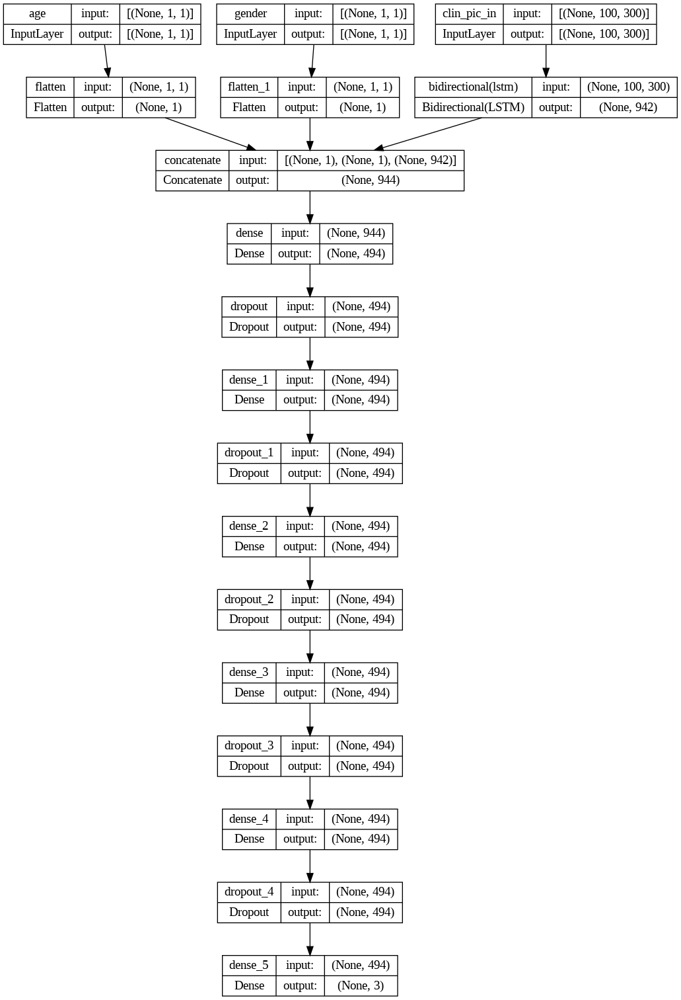 age input: [(None, 1, 1)]
InputLayer output: [(None, 1, 1)]
gender input: [(None, 1, 1)]
InputLayer output: [(None, 1, 1)]
clin_pic_in input: [(None, 100, 300)]
InputLayer output: [(None, 100, 300)]
flatten input: (None, 1, 1)
Flatten output: (None, 1)
flatten_1 input: (None, 1, 1)
Flatten output: (None, 1)
bidirectional(lstm) input: (None, 100, 300)
Bidirectional(LSTM) output: (None, 942)
concatenate input: [(None, 1), (None, 1), (None, 942)]
Concatenate output: (None, 944)
dense input: (None, 944)
Dense output: (None, 494)
dropout input: (None, 494)
Dropout output: (None, 494)
dense_1 input: (None, 494)
Dense output: (None, 494)
dropout_1 input: (None, 494)
Dropout output: (None, 494)
dense_2 input: (None, 494)
Dense output: (None, 494)
dropout_2 input: (None, 494)
Dropout output: (None, 494)
dense_3 input: (None, 494)
Dense output: (None, 494)
dropout_3 input: (None, 494)
Dropout output: (None, 494)
dense_4 input: (None, 494)
Dense output: (None, 494)
dropout_4 input: (None, 494)
Dropout output: (None, 494)
dense_5 input: (None, 494)
Dense output: (None, 3)